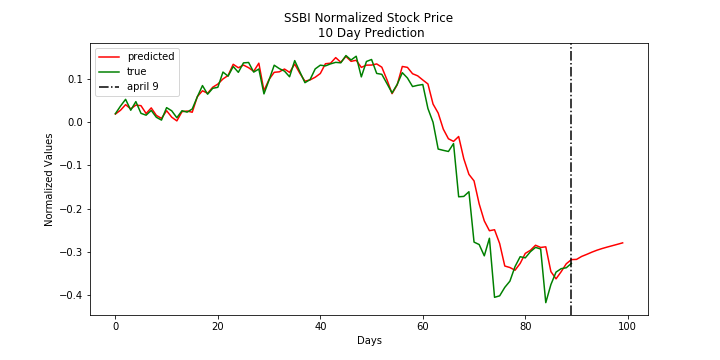 SSBI Normalized Stock Price
10 Day Prediction
predicted
true
april 9
Normalized Values
0.1
0.0
−0.1
−0.2
−0.3
−0.4
0
20
40
60
80
100
Days